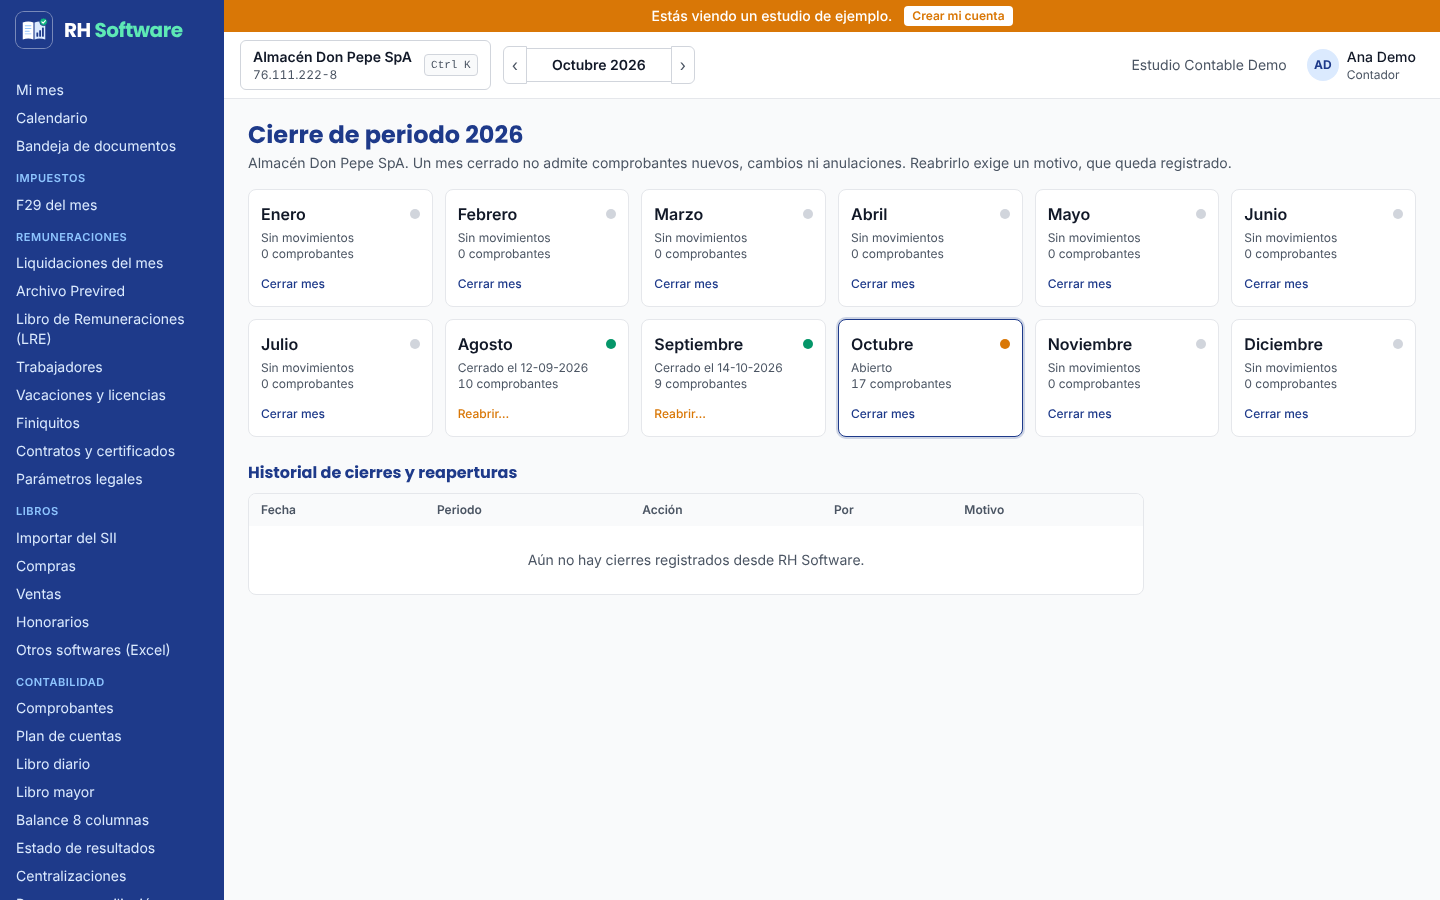 Estás viendo un estudio de ejemplo. Crear mi cuenta
RH Software
Almacén Don Pepe SpA
76.111.222-8
Ctrl K
‹ Octubre 2026 ›
Estudio Contable Demo
AD
Ana Demo
Contador
Mi mes
Calendario
Bandeja de documentos
IMPUESTOS
F29 del mes
REMUNERACIONES
Liquidaciones del mes
Archivo Previred
Libro de Remuneraciones
(LRE)
Trabajadores
Vacaciones y licencias
Finiquitos
Contratos y certificados
Parámetros legales
LIBROS
Importar del SII
Compras
Ventas
Honorarios
Otros softwares (Excel)
CONTABILIDAD
Comprobantes
Plan de cuentas
Libro diario
Libro mayor
Balance 8 columnas
Estado de resultados
Centralizaciones
Cierre de periodo 2026
Almacén Don Pepe SpA. Un mes cerrado no admite comprobantes nuevos, cambios ni anulaciones. Reabrirlo exige un motivo, que queda registrado.
Enero
Sin movimientos
0 comprobantes
Cerrar mes
Febrero
Sin movimientos
0 comprobantes
Cerrar mes
Marzo
Sin movimientos
0 comprobantes
Cerrar mes
Abril
Sin movimientos
0 comprobantes
Cerrar mes
Mayo
Sin movimientos
0 comprobantes
Cerrar mes
Junio
Sin movimientos
0 comprobantes
Cerrar mes
Julio
Sin movimientos
0 comprobantes
Cerrar mes
Agosto
Cerrado el 12-09-2026
10 comprobantes
Reabrir...
Septiembre
Cerrado el 14-10-2026
9 comprobantes
Reabrir...
Octubre
Abierto
17 comprobantes
Cerrar mes
Noviembre
Sin movimientos
0 comprobantes
Cerrar mes
Diciembre
Sin movimientos
0 comprobantes
Cerrar mes
Historial de cierres y reaperturas
Fecha Periodo Acción Por Motivo
Aún no hay cierres registrados desde RH Software.